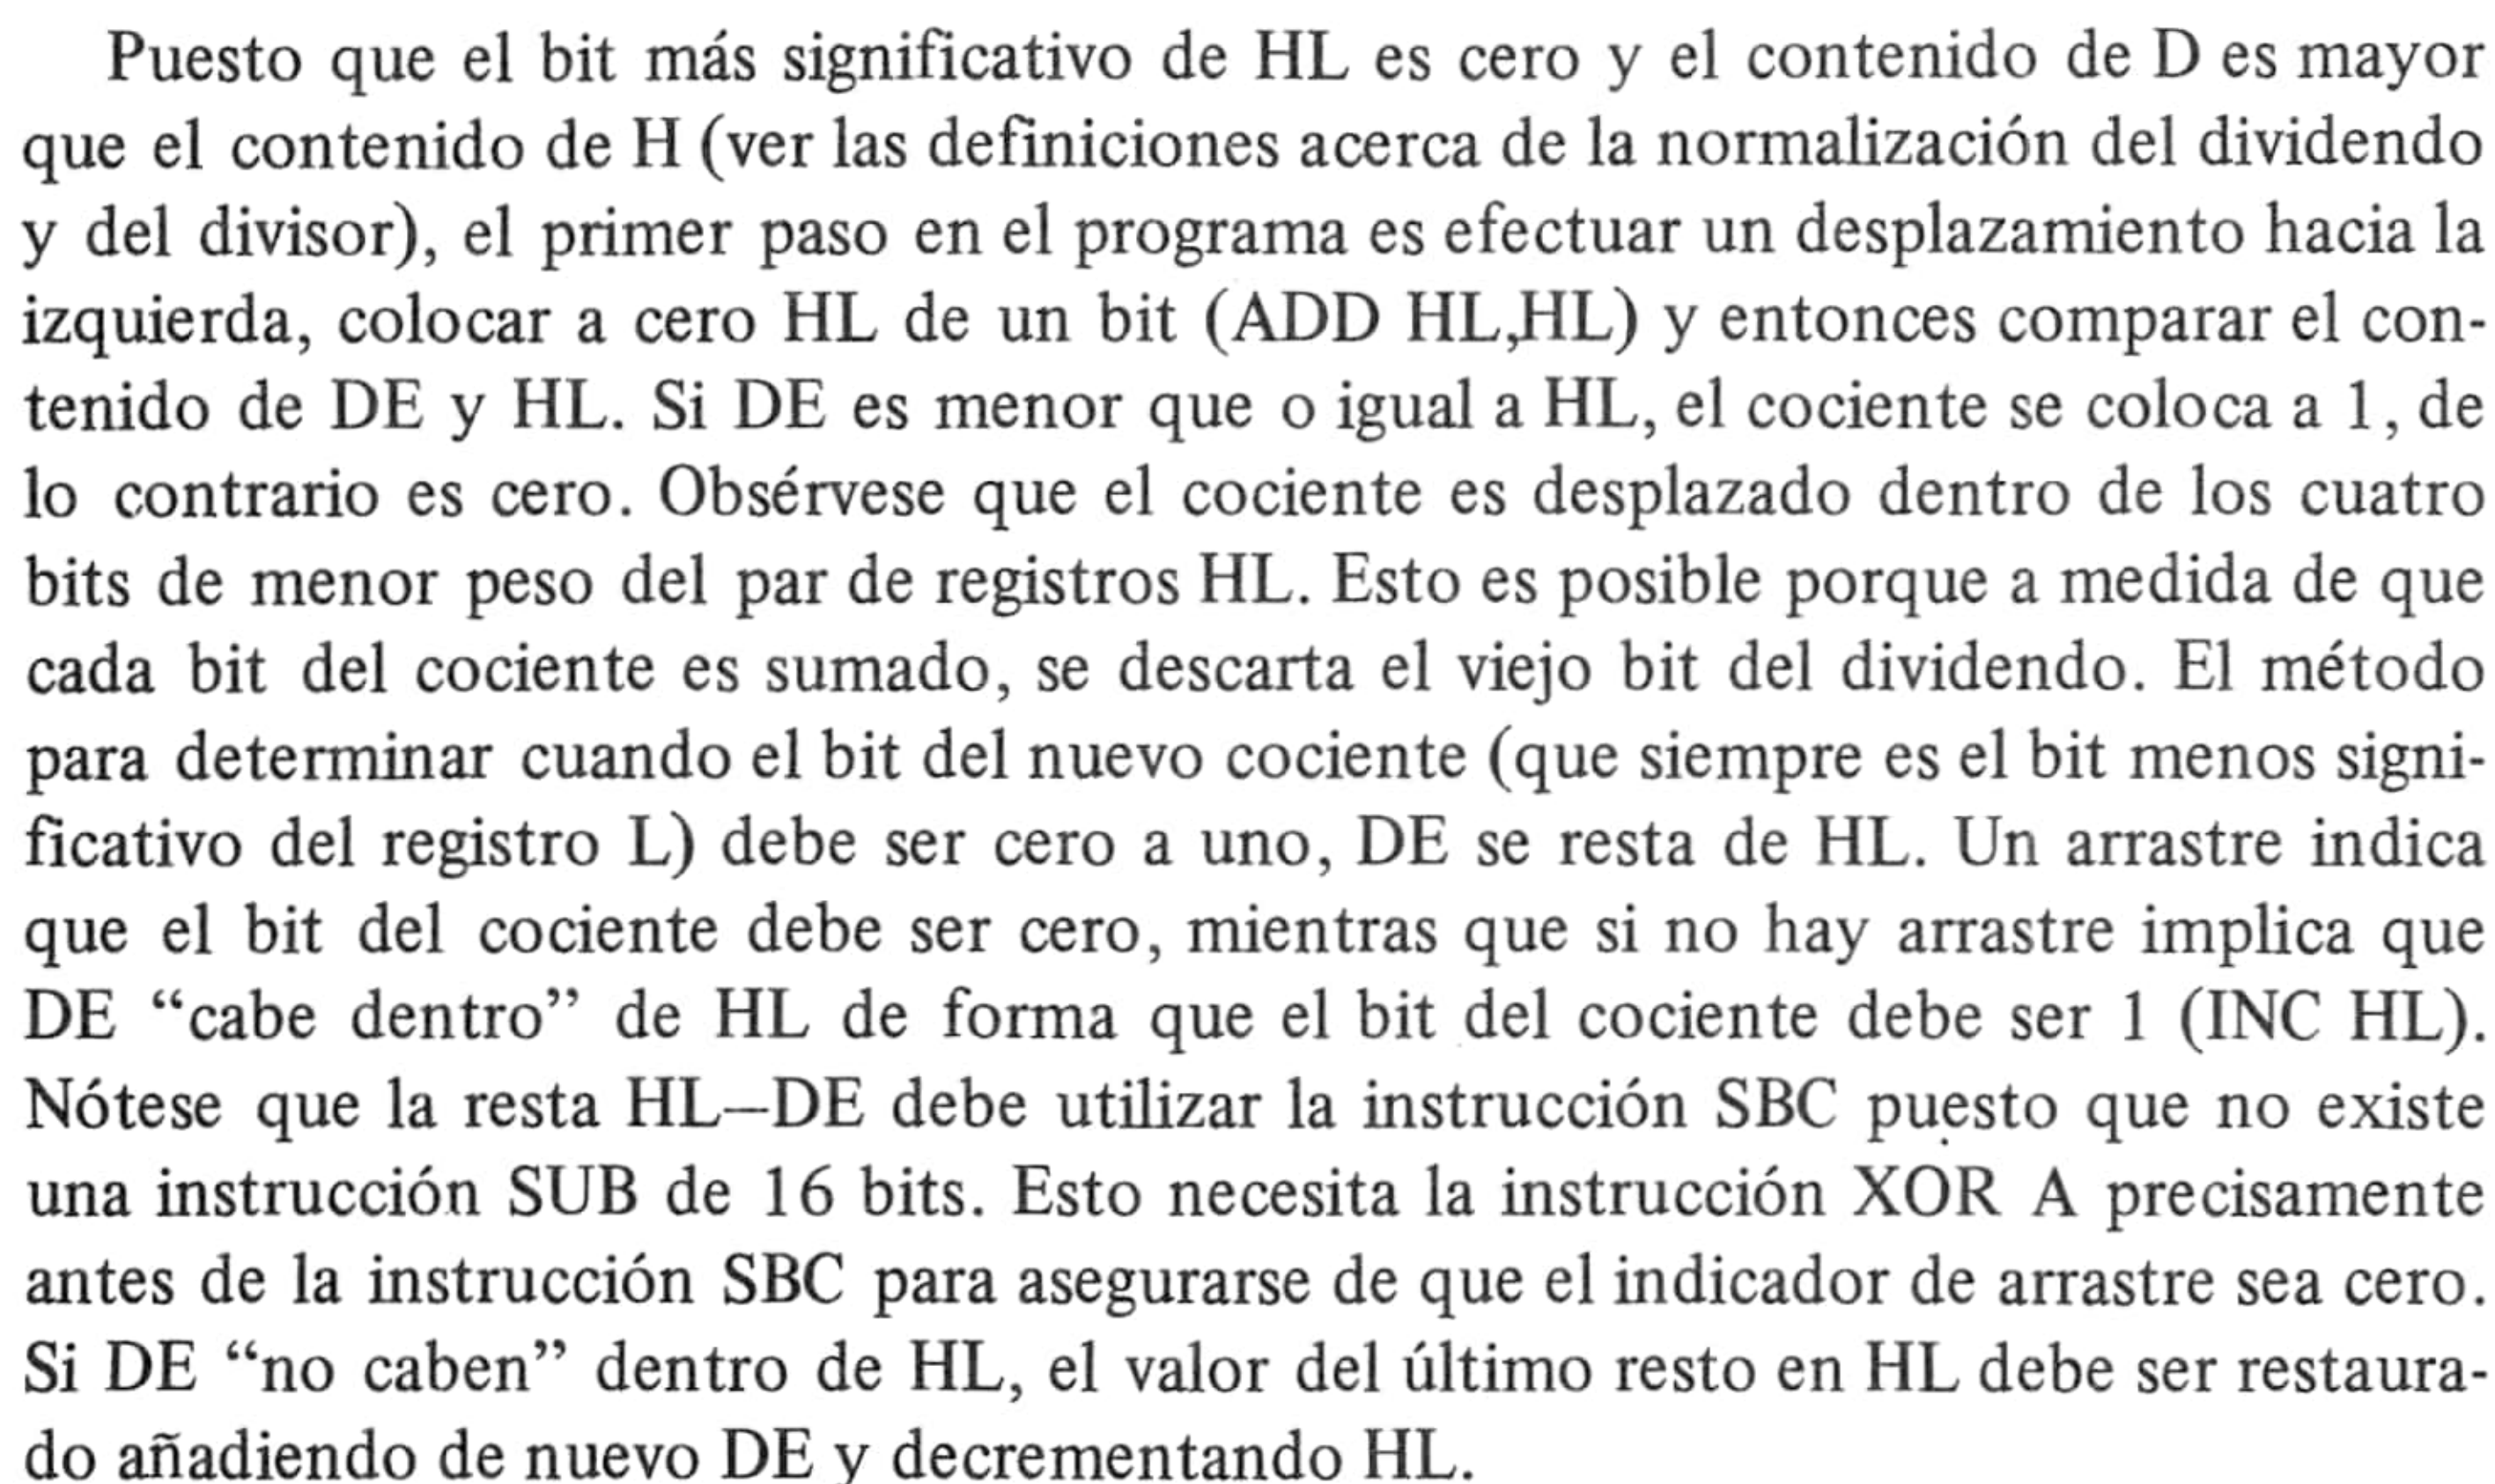 Puesto que el bit más significativo de HL es cero y el contenido de D es mayor
que el contenido de H (ver las definiciones acerca de la normalización del dividendo
y del divisor), el primer paso en el programa es efectuar un desplazamiento hacia la
izquierda, colocar a cero HL de un bit (ADD HL,HL) y entonces comparar el con-
tenido de DE y HL. Si DE es menor que o igual a HL, el cociente se coloca a 1, de
lo contrario es cero. Obsérvese que el cociente es desplazado dentro de los cuatro
bits de menor peso del par de registros HL. Esto es posible porque a medida de que
cada bit del cociente es sumado, se descarta el viejo bit del dividendo. El método
para determinar cuando el bit del nuevo cociente (que siempre es el bit menos signi-
ficativo del registro L) debe ser cero a uno, DE se resta de HL. Un arrastre indica
que el bit del cociente debe ser cero, mientras que si no hay arrastre implica que
DE “cabe dentro” de HL de forma que el bit del cociente debe ser 1 (INC HL).
Nótese que la resta HL—DE debe utilizar la instrucción SBC puesto que no existe
una instrucción SUB de 16 bits. Esto necesita la instrucción XOR A precisamente
antes de la instrucción SBC para asegurarse de que el indicador de arrastre sea cero.
Si DE “no caben” dentro de HL, el valor del último resto en HL debe ser restaura-
do añadiendo de nuevo DE y decrementando HL.